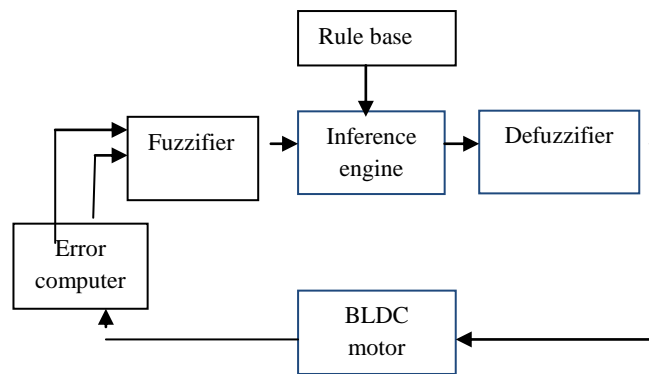 Rule base
Fuzzifier
Inference
engine
Defuzzifier
Error
computer
BLDC
motor